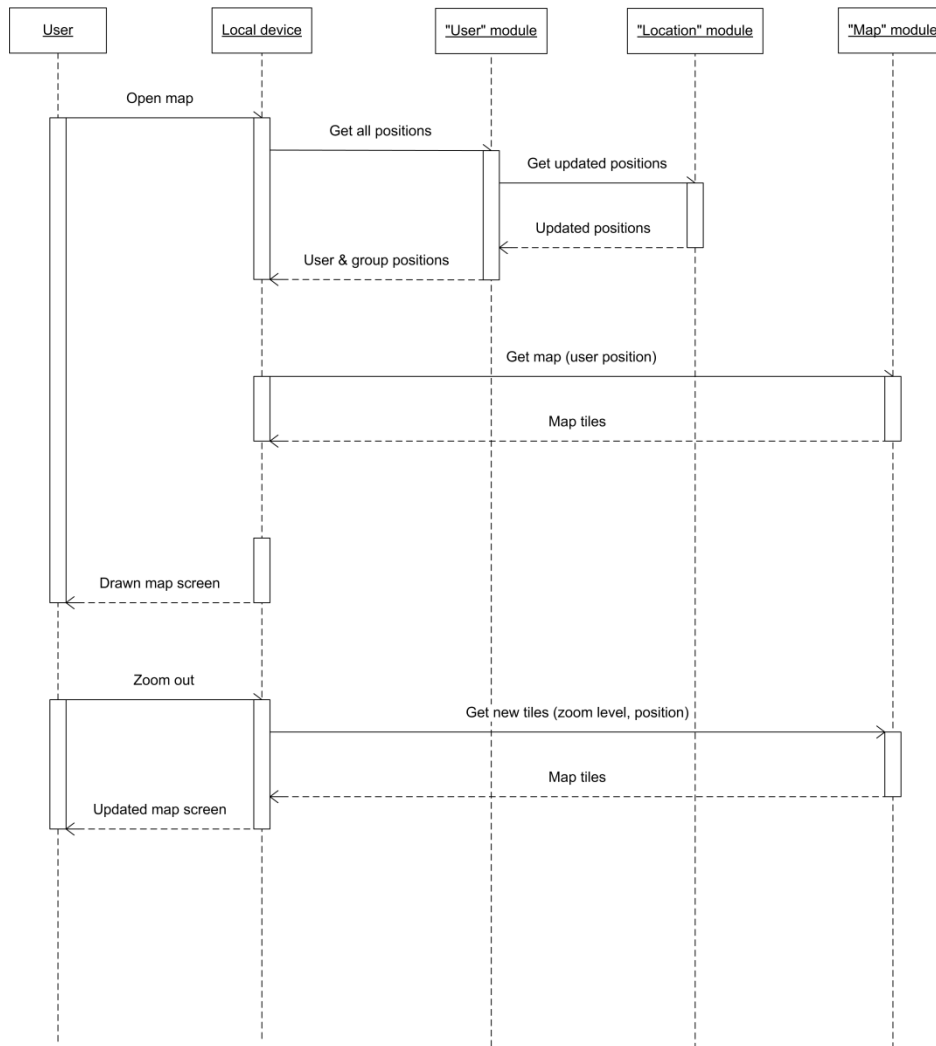 User
Local device
"User" module
"Location" module
"Map" module
Open map
Get all positions
Get updated positions
Updated positions
User & group positions
Get map (user position)
Map tiles
Drawn map screen
Zoom out
Get new tiles (zoom level, position)
Map tiles
Updated map screen